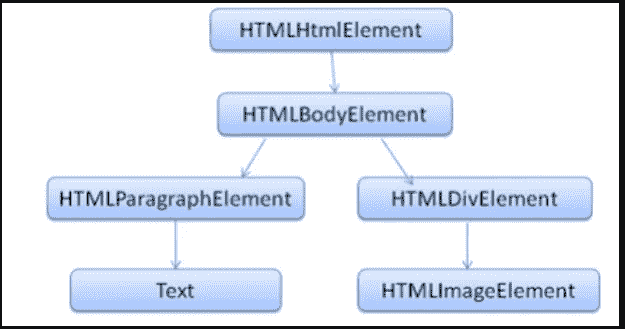 HTMLHtmlElement
HTMLBodyElement
HTMLParagraphElement
HTMLDivElement
Text
HTMLImageElement